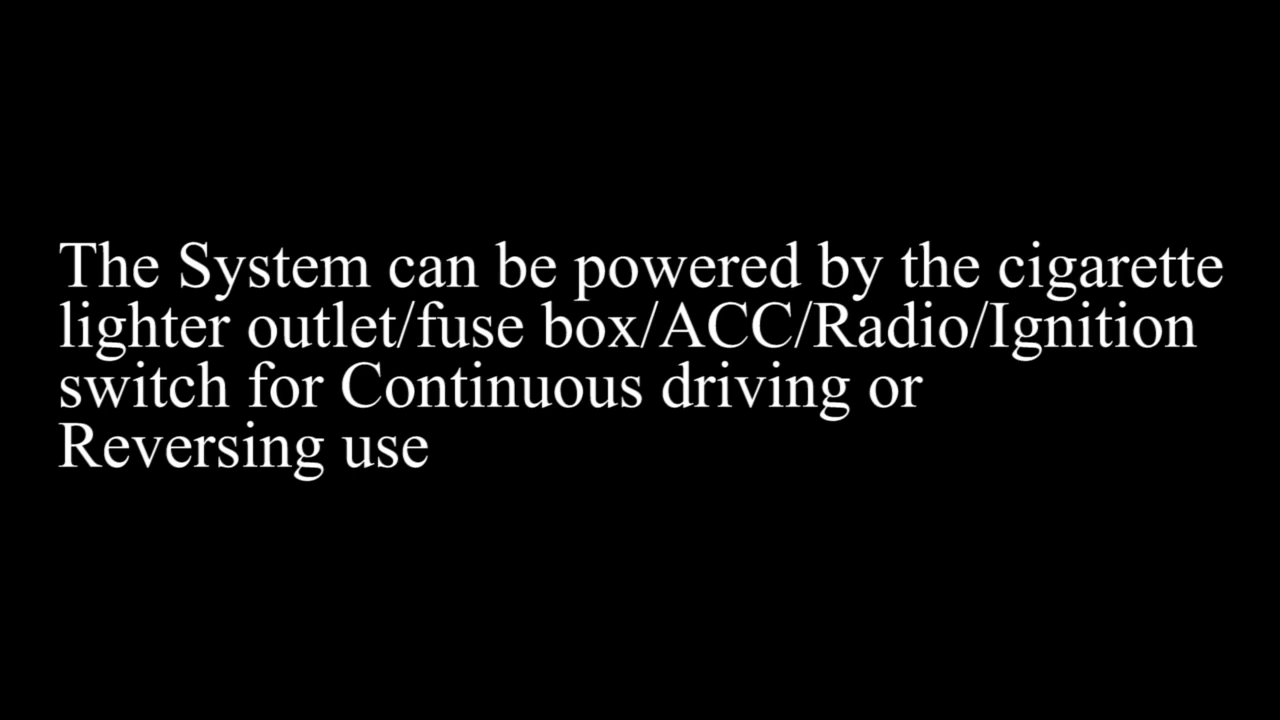 The System can be powered by the cigarette
lighter outlet/fuse box/ACC/Radio/Ignition
switch for Continuous driving or
Reversing use